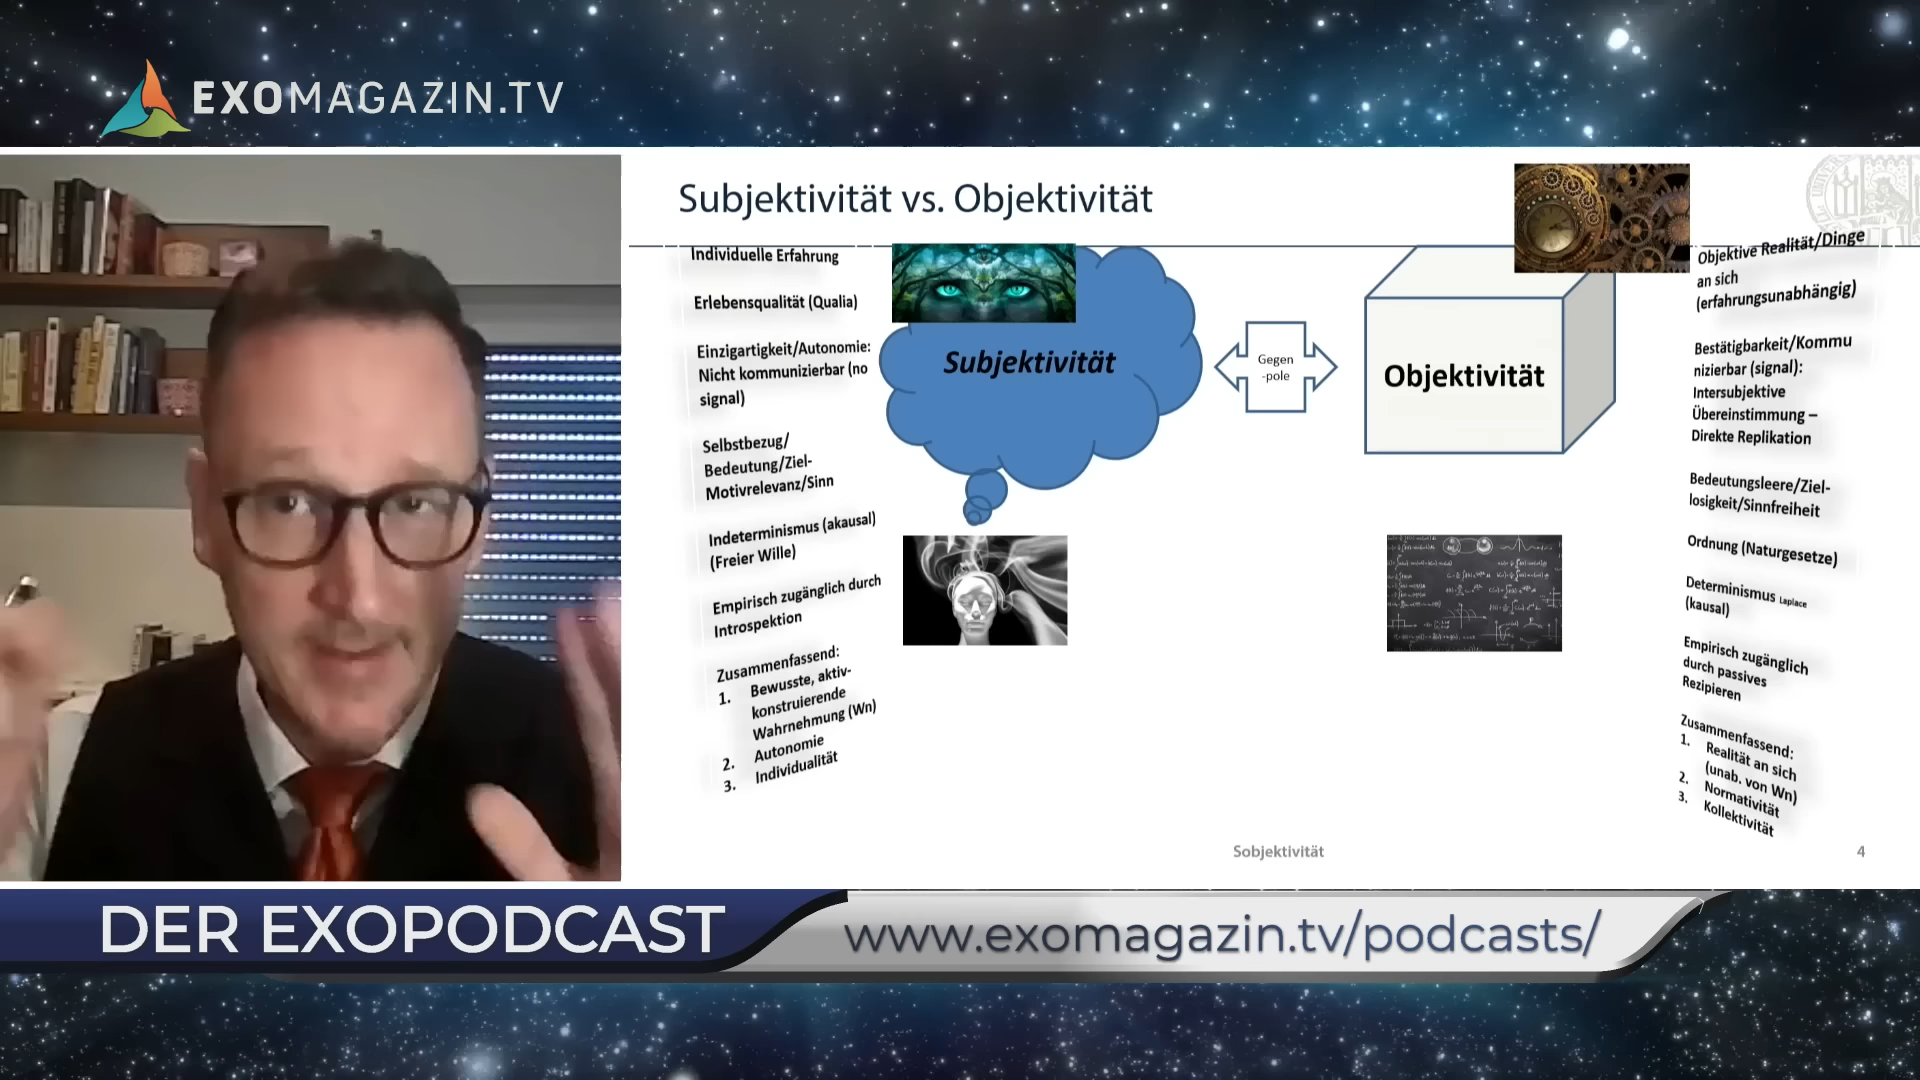 EXOMAGAZIN.TV
Subjektivität vs. Objektivität
Individuelle Erfahrung
Erlebensqualität (Qualia)
Einzigartigkeit/Autonomie:
Nicht kommunizierbar (no
signal)
Selbstbezug/
Bedeutung/Ziel-
Motivrelevanz/Sinn
Indeterminismus (akausal)
(Freier Wille)
Empirisch zugänglich durch
Introspektion
Zusammenfassend:
1. Bewusste, aktiv-
konstruierende
Wahrnehmung (Wn)
2. Autonomie
3. Individualität
Subjektivität
Gegen
-pole
Objektivität
Objektive Realität/Dinge
an sich
(erfahrungsunabhängig)
Bestätigbarkeit/Kommu
nizierbar (signal):
Intersubjektive
Übereinstimmung –
Direkte Replikation
Bedeutungsleere/Ziel-
losigkeit/Sinnfreiheit
Ordnung (Naturgesetze)
Determinismus Laplace
(kausal)
Empirisch zugänglich
durch passives
Rezipieren
Zusammenfassend:
1. Realität an sich
(unab. von Wn)
2. Normativität
3. Kollektivität
Sobjektivität
4
DER EXOPODCAST
www.exomagazin.tv/podcasts/